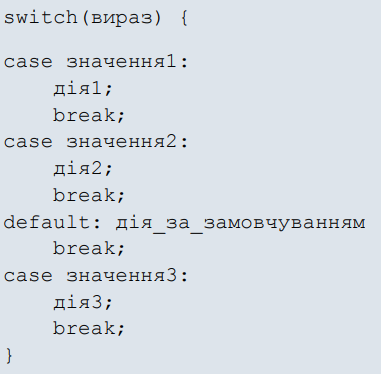 switch(вираз) {
case значення1:
дія1;
break;
case значення2:
дія2;
break;
default: дія_за_замовчуванням
break;
case значення3:
дія3;
break;
}